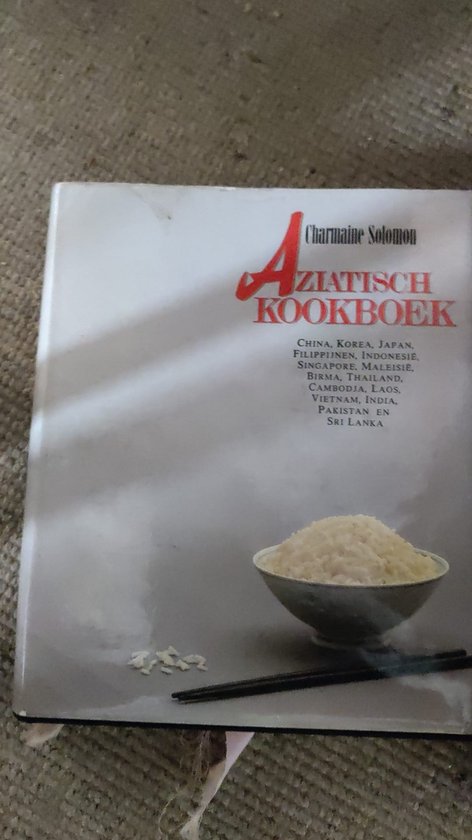 Charmaine Solomon
AZIATISCH
KOOKBOEK
CHINA, KOREA, JAPAN,
FILIPPIJNEN, INDONESIË,
SINGAPORE, MALEISIË,
BIRMA, THAILAND,
CAMBODJA, LAOS,
VIETNAM, INDIA,
PAKISTAN EN
SRI LANKA